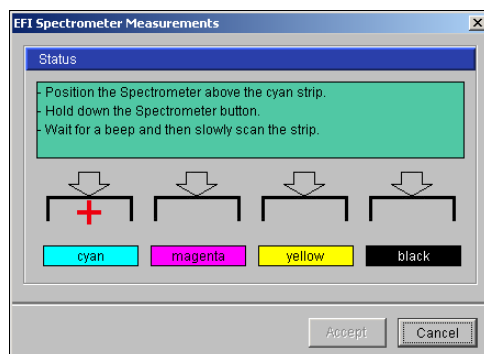 EFI Spectrometer Measurements
Status
- Position the Spectrometer above the cyan strip.
- Hold down the Spectrometer button.
- Wait for a beep and then slowly scan the strip.
cyan magenta yellow black
Accept Cancel